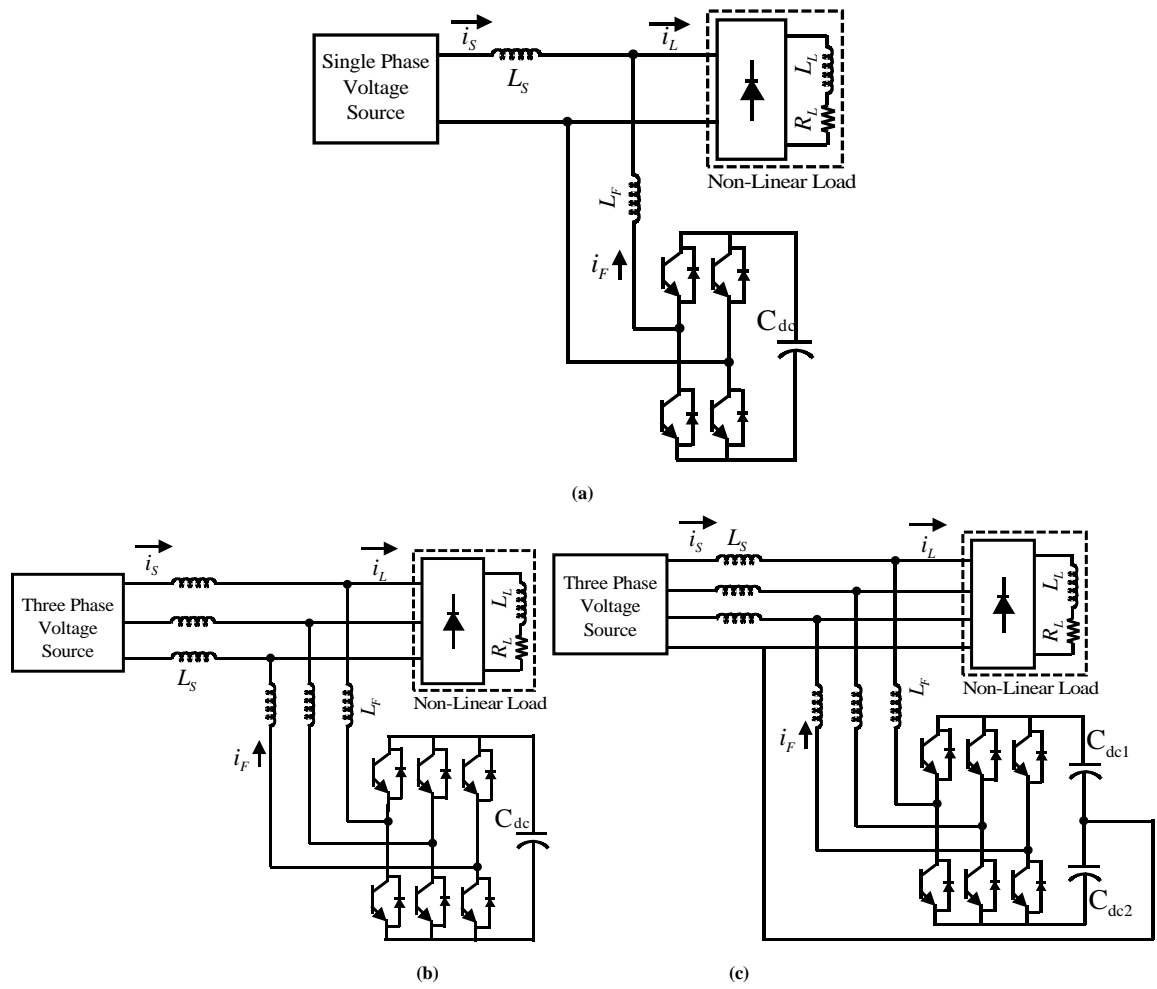 i_S
i_L
Single Phase
Voltage
Source
L_S
L_L
R_L
Non-Linear Load
L_F
i_F
C_dc
(a)
i_S
i_L
Three Phase
Voltage
Source
L_S
L_L
R_L
Non-Linear Load
L_F
i_F
C_dc
(b)
i_S
L_S
i_L
Three Phase
Voltage
Source
L_L
R_L
Non-Linear Load
L_F
i_F
C_dc1
C_dc2
(c)